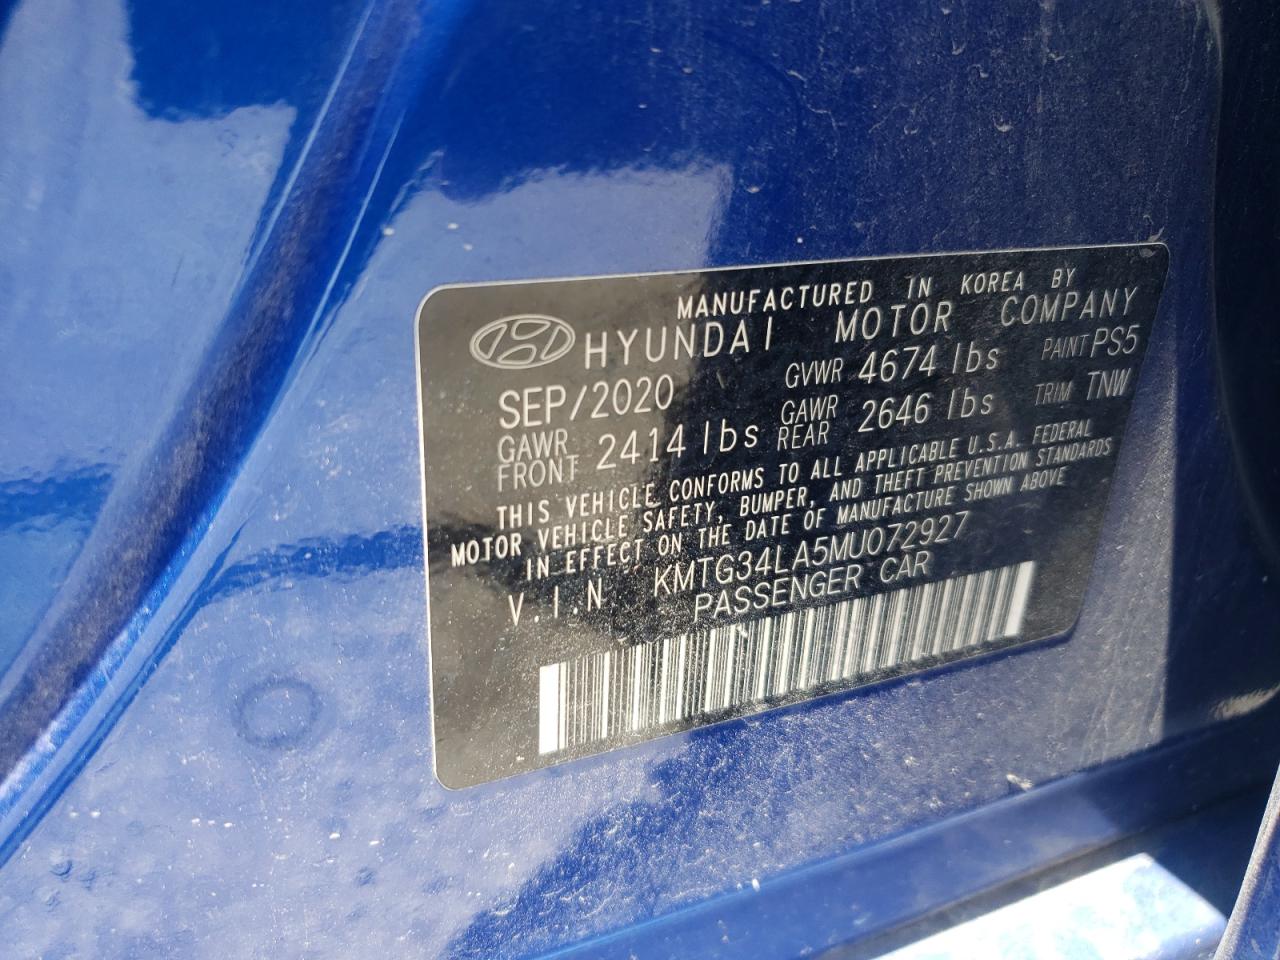 MANUFACTURED IN KOREA BY
HYUNDAI MOTOR COMPANY
SEP/2020 GVWR 4674 lbs PAINT PS5
GAWR FRONT 2414 lbs GAWR REAR 2646 lbs TRIM TNW
THIS VEHICLE CONFORMS TO ALL APPLICABLE U.S.A. FEDERAL
MOTOR VEHICLE SAFETY, BUMPER, AND THEFT PREVENTION STANDARDS
IN EFFECT ON THE DATE OF MANUFACTURE SHOWN ABOVE
V.I.N KMTG34LA5MU072927
PASSENGER CAR